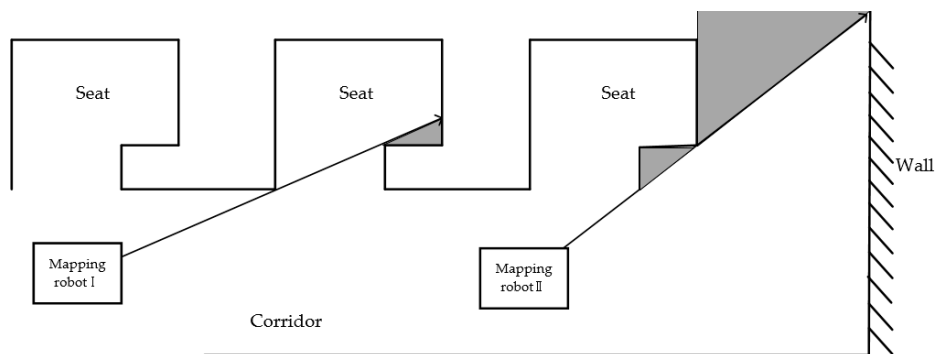 Seat
Seat
Seat
Wall
Mapping
robot Ⅰ
Mapping
robot Ⅱ
Corridor